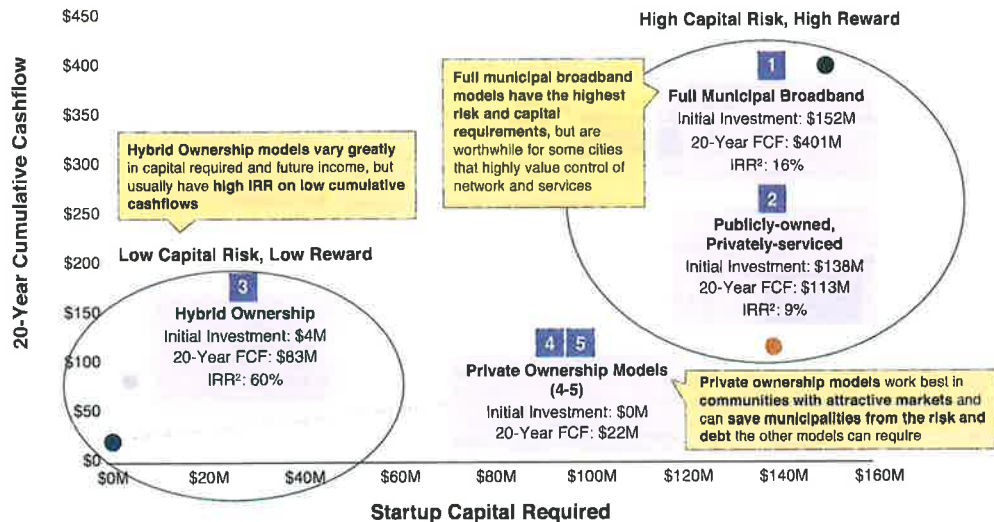 20-Year Cumulative Cashflow
$450
$400
$350
$300
$250
$200
$150
$100
$50
$0
High Capital Risk, High Reward
Full municipal broadband
models have the highest
risk and capital
requirements, but are
worthwhile for some cities
that highly value control of
network and services
1
Full Municipal Broadband
Initial Investment: $152M
20-Year FCF: $401M
IRR²: 16%
2
Publicly-owned,
Privately-serviced
Initial Investment: $138M
20-Year FCF: $113M
IRR²: 9%
Hybrid Ownership models vary greatly
in capital required and future income, but
usually have high IRR on low cumulative
cashflows
Low Capital Risk, Low Reward
3
Hybrid Ownership
Initial Investment: $4M
20-Year FCF: $83M
IRR²: 60%
4 5
Private Ownership Models
(4-5)
Initial Investment: $0M
20-Year FCF: $22M
Private ownership models work best in
communities with attractive markets and
can save municipalities from the risk and
debt the other models can require
$0M $20M $40M $60M $80M $100M $120M $140M $160M
Startup Capital Required